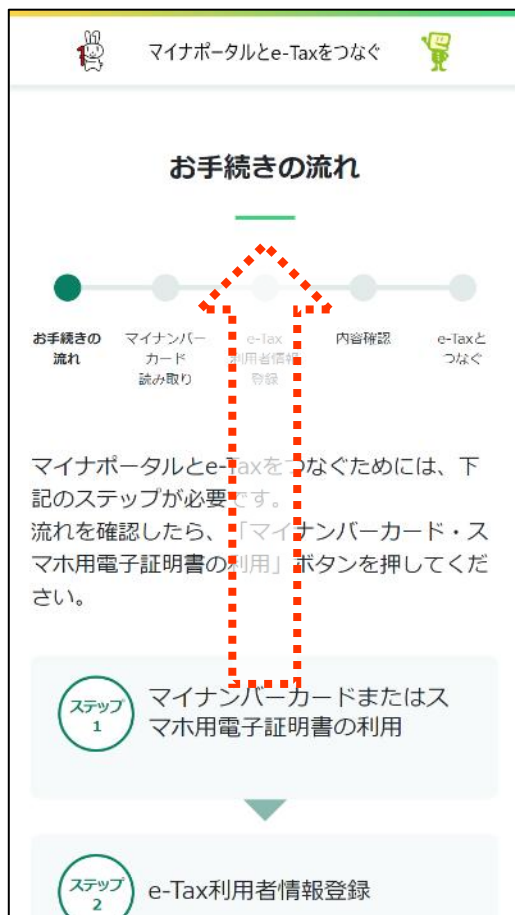 マイナポータルとe-Taxをつなぐ
お手続きの流れ
お手続きの
流れ
マイナンバー
カード
読み取り
e-Tax
利用者情報
登録
内容確認
e-Taxと
つなぐ
マイナポータルとe-Taxをつなぐためには、下
記のステップが必要です。
流れを確認したら、「マイナンバーカード・ス
マホ用電子証明書の利用」ボタンを押してくだ
さい。
ステップ
1
マイナンバーカードまたはス
マホ用電子証明書の利用
ステップ
2
e-Tax利用者情報登録